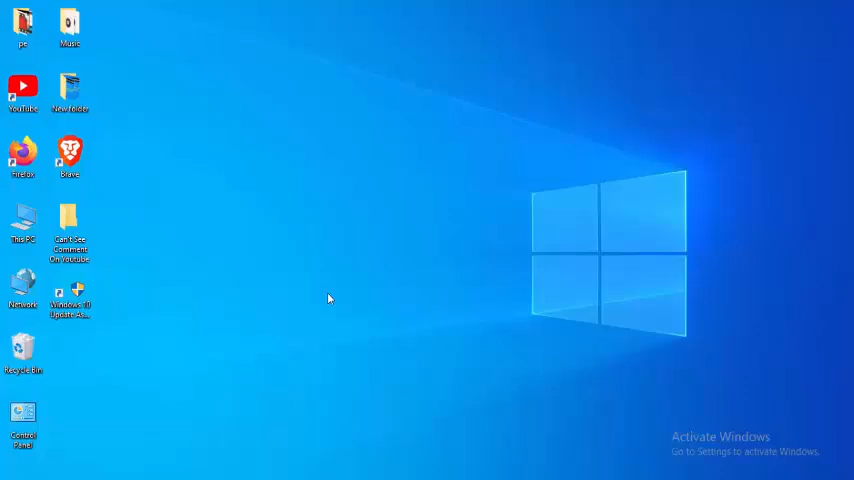 pe
Music
YouTube
New folder
Firefox
Brave
This PC
Can't See
Comment
On Youtube
Network
Windows 10
Update As...
Recycle Bin
Control
Panel
Activate Windows
Go to Settings to activate Windows.